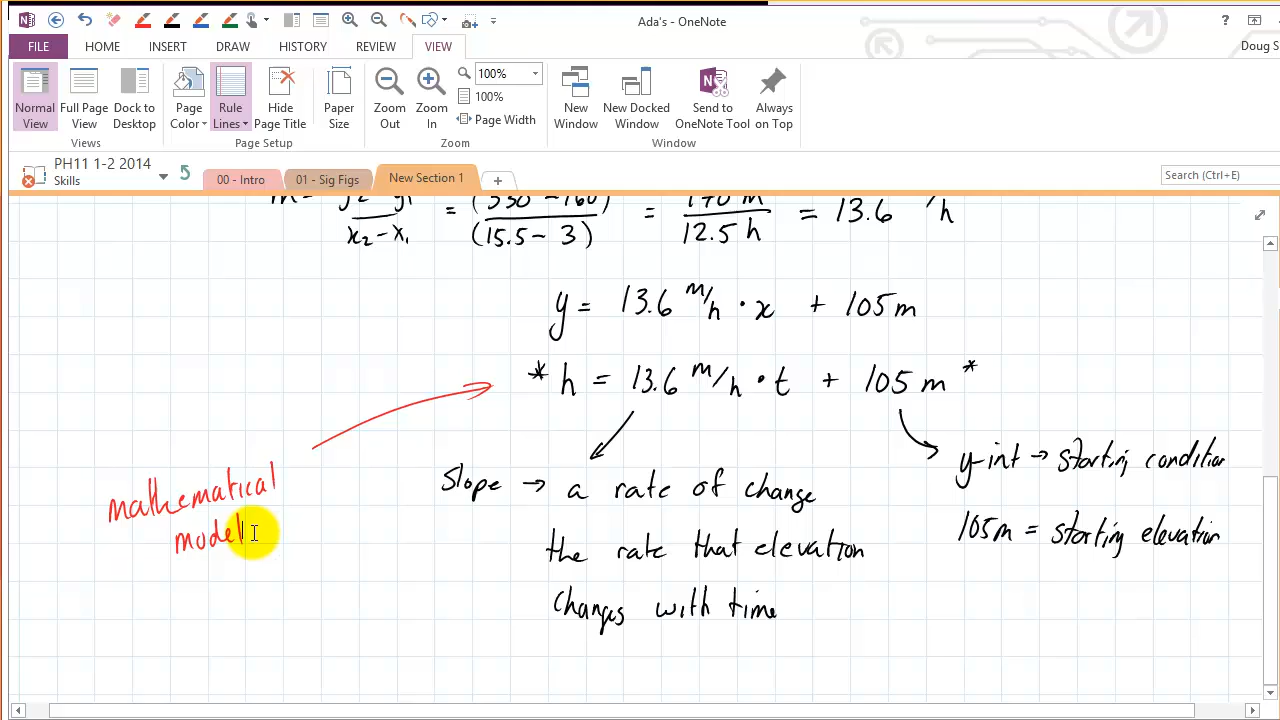 Ada's - OneNote
FILE HOME INSERT DRAW HISTORY REVIEW VIEW Doug S
Normal View Full Page View Dock to Desktop Page Color Rule Lines Hide Page Title Paper Size Zoom Out Zoom In 100% 100% Page Width New Window New Docked Window Send to OneNote Tool Always on Top
Views Page Setup Zoom Window
PH11 1-2 2014
Skills
00 - Intro 01 - Sig Figs New Section 1 + Search (Ctrl+E)
x₂ - x₁ = (15.5 - 3) = 12.5 h = 13.6 /h
y = 13.6 m/h · x + 105 m
* h = 13.6 m/h · t + 105 m *
mathematical
model
Slope → a rate of change
the rate that elevation
changes with time
y-int → starting condition
105m = starting elevation